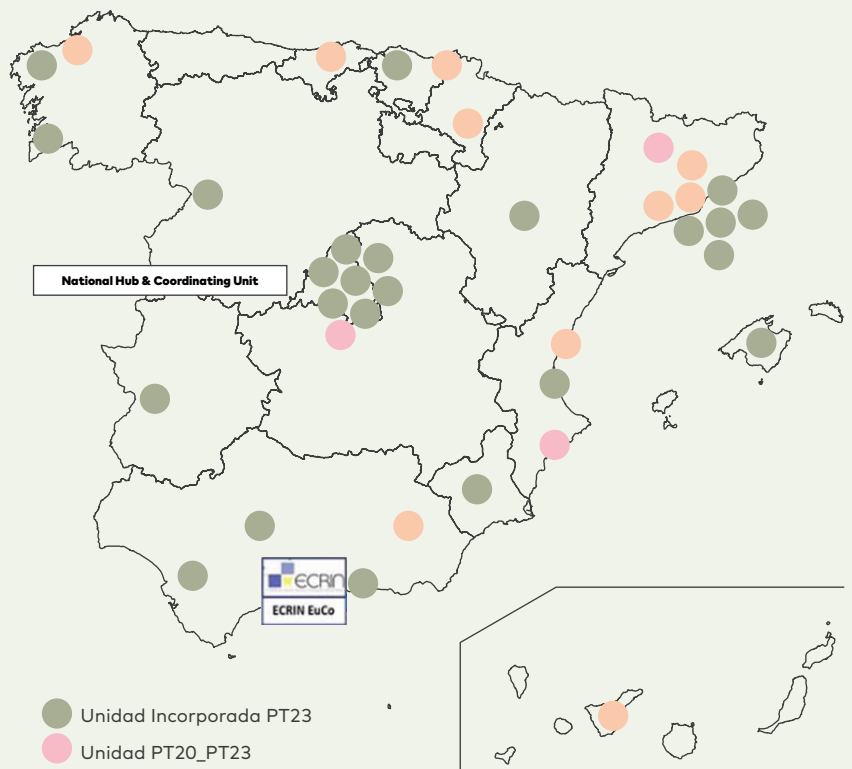 National Hub & Coordinating Unit
ECRIN
ECRIN EuCo
Unidad Incorporada PT23
Unidad PT20_PT23